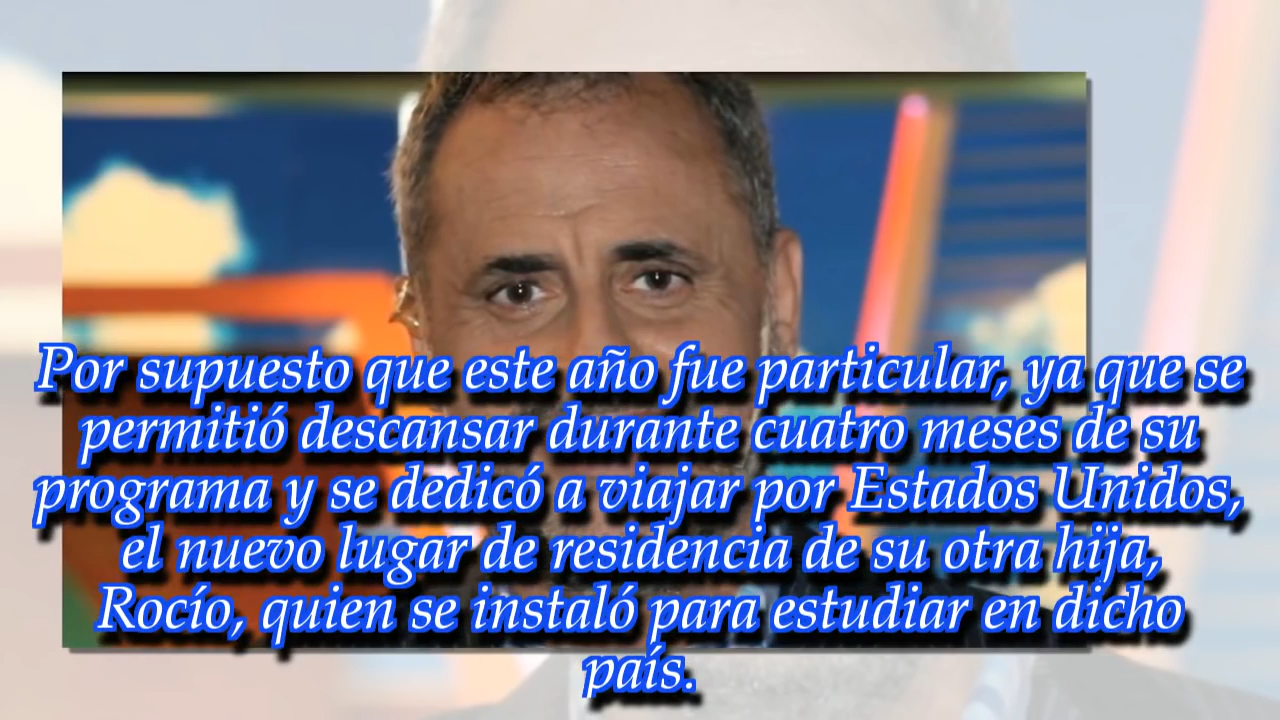 Por supuesto que este año fue particular, ya que se
permitió descansar durante cuatro meses de su
programa y se dedicó a viajar por Estados Unidos,
el nuevo lugar de residencia de su otra hija,
Rocío, quien se instaló para estudiar en dicho
país.